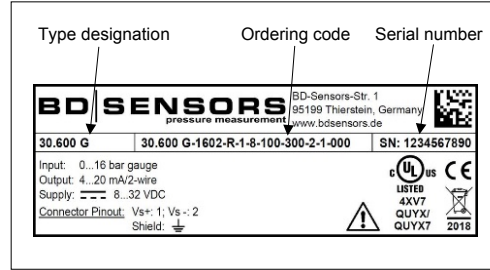 Type designation Ordering code Serial number
BD SENSORS
pressure measurement
BD-Sensors-Str. 1
95199 Thierstein, Germany
www.bdsensors.de
30.600 G 30.600 G-1602-R-1-8-100-300-2-1-000 SN: 1234567890
Input: 0...16 bar gauge
Output: 4...20 mA/2-wire
Supply: 8...32 VDC
Connector Pinout: Vs+: 1; Vs -: 2
Shield:
c UL us CE
LISTED
4XV7
QUYX/
QUYX7 2018